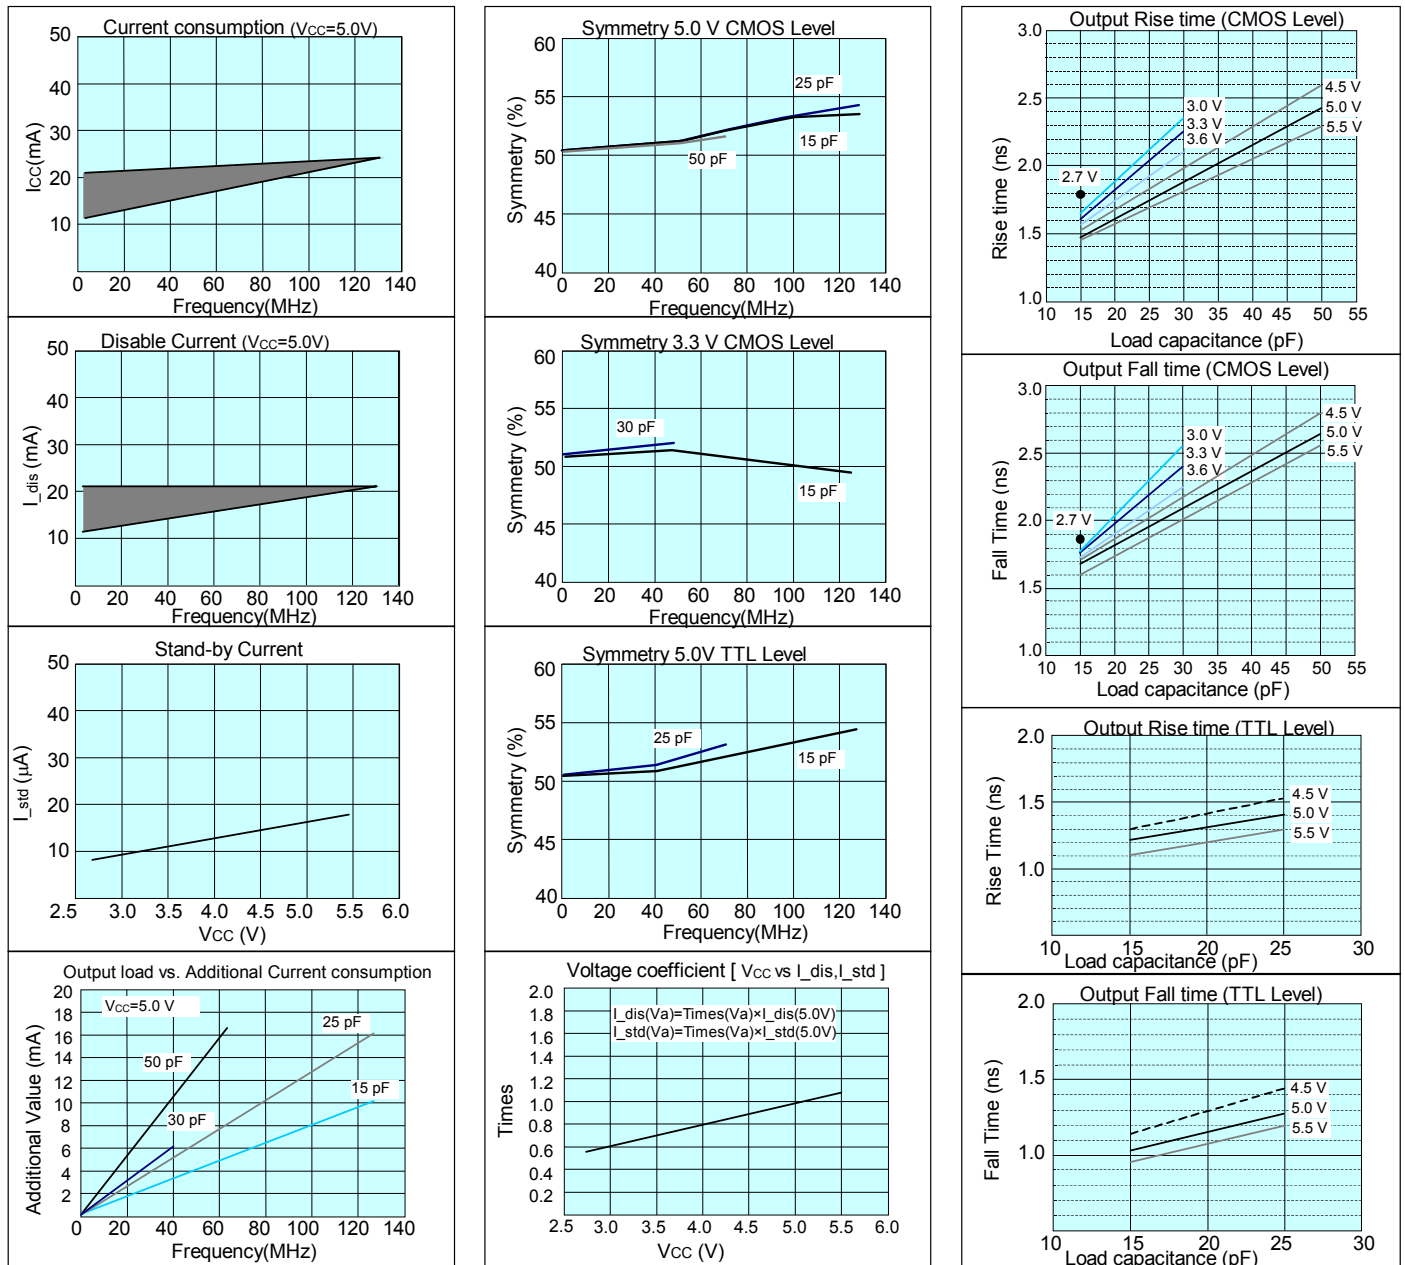 Current consumption (VCC=5.0V)
50
40
30
20
10
ICC(mA)
0 20 40 60 80 100 120 140
Frequency(MHz)
Disable Current (VCC=5.0V)
50
40
30
20
10
I_dis (mA)
0 20 40 60 80 100 120 140
Frequency(MHz)
Stand-by Current
50
40
30
20
10
I_std (μA)
2.5 3.0 3.5 4.0 4.5 5.0 5.5 6.0
VCC (V)
Output load vs. Additional Current consumption
20
18
16
14
12
10
8
6
4
2
Additional Value (mA)
VCC=5.0 V
25 pF
50 pF
15 pF
30 pF
0 20 40 60 80 100 120 140
Frequency(MHz)
Symmetry 5.0 V CMOS Level
60
55
50
45
40
Symmetry (%)
25 pF
15 pF
50 pF
0 20 40 60 80 100 120 140
Frequency(MHz)
Symmetry 3.3 V CMOS Level
60
55
50
45
40
Symmetry (%)
30 pF
15 pF
0 20 40 60 80 100 120 140
Frequency(MHz)
Symmetry 5.0V TTL Level
60
55
50
45
40
Symmetry (%)
25 pF
15 pF
0 20 40 60 80 100 120 140
Frequency(MHz)
Voltage coefficient [ VCC vs I_dis,I_std ]
2.0
1.8
1.6
1.4
1.2
1.0
0.8
0.6
0.4
0.2
Times
I_dis(Va)=Times(Va)×I_dis(5.0V)
I_std(Va)=Times(Va)×I_std(5.0V)
2.5 3.0 3.5 4.0 4.5 5.0 5.5 6.0
VCC (V)
Output Rise time (CMOS Level)
3.0
2.5
2.0
1.5
1.0
Rise time (ns)
4.5 V
5.0 V
5.5 V
3.0 V
3.3 V
3.6 V
2.7 V
10 15 20 25 30 35 40 45 50 55
Load capacitance (pF)
Output Fall time (CMOS Level)
3.0
2.5
2.0
1.5
1.0
Fall Time (ns)
4.5 V
5.0 V
5.5 V
3.0 V
3.3 V
3.6 V
2.7 V
10 15 20 25 30 35 40 45 50 55
Load capacitance (pF)
Output Rise time (TTL Level)
2.0
1.5
1.0
Rise Time (ns)
4.5 V
5.0 V
5.5 V
10 15 20 25 30
Load capacitance (pF)
Output Fall time (TTL Level)
2.0
1.5
1.0
Fall Time (ns)
4.5 V
5.0 V
5.5 V
10 15 20 25 30
Load capacitance (pF)